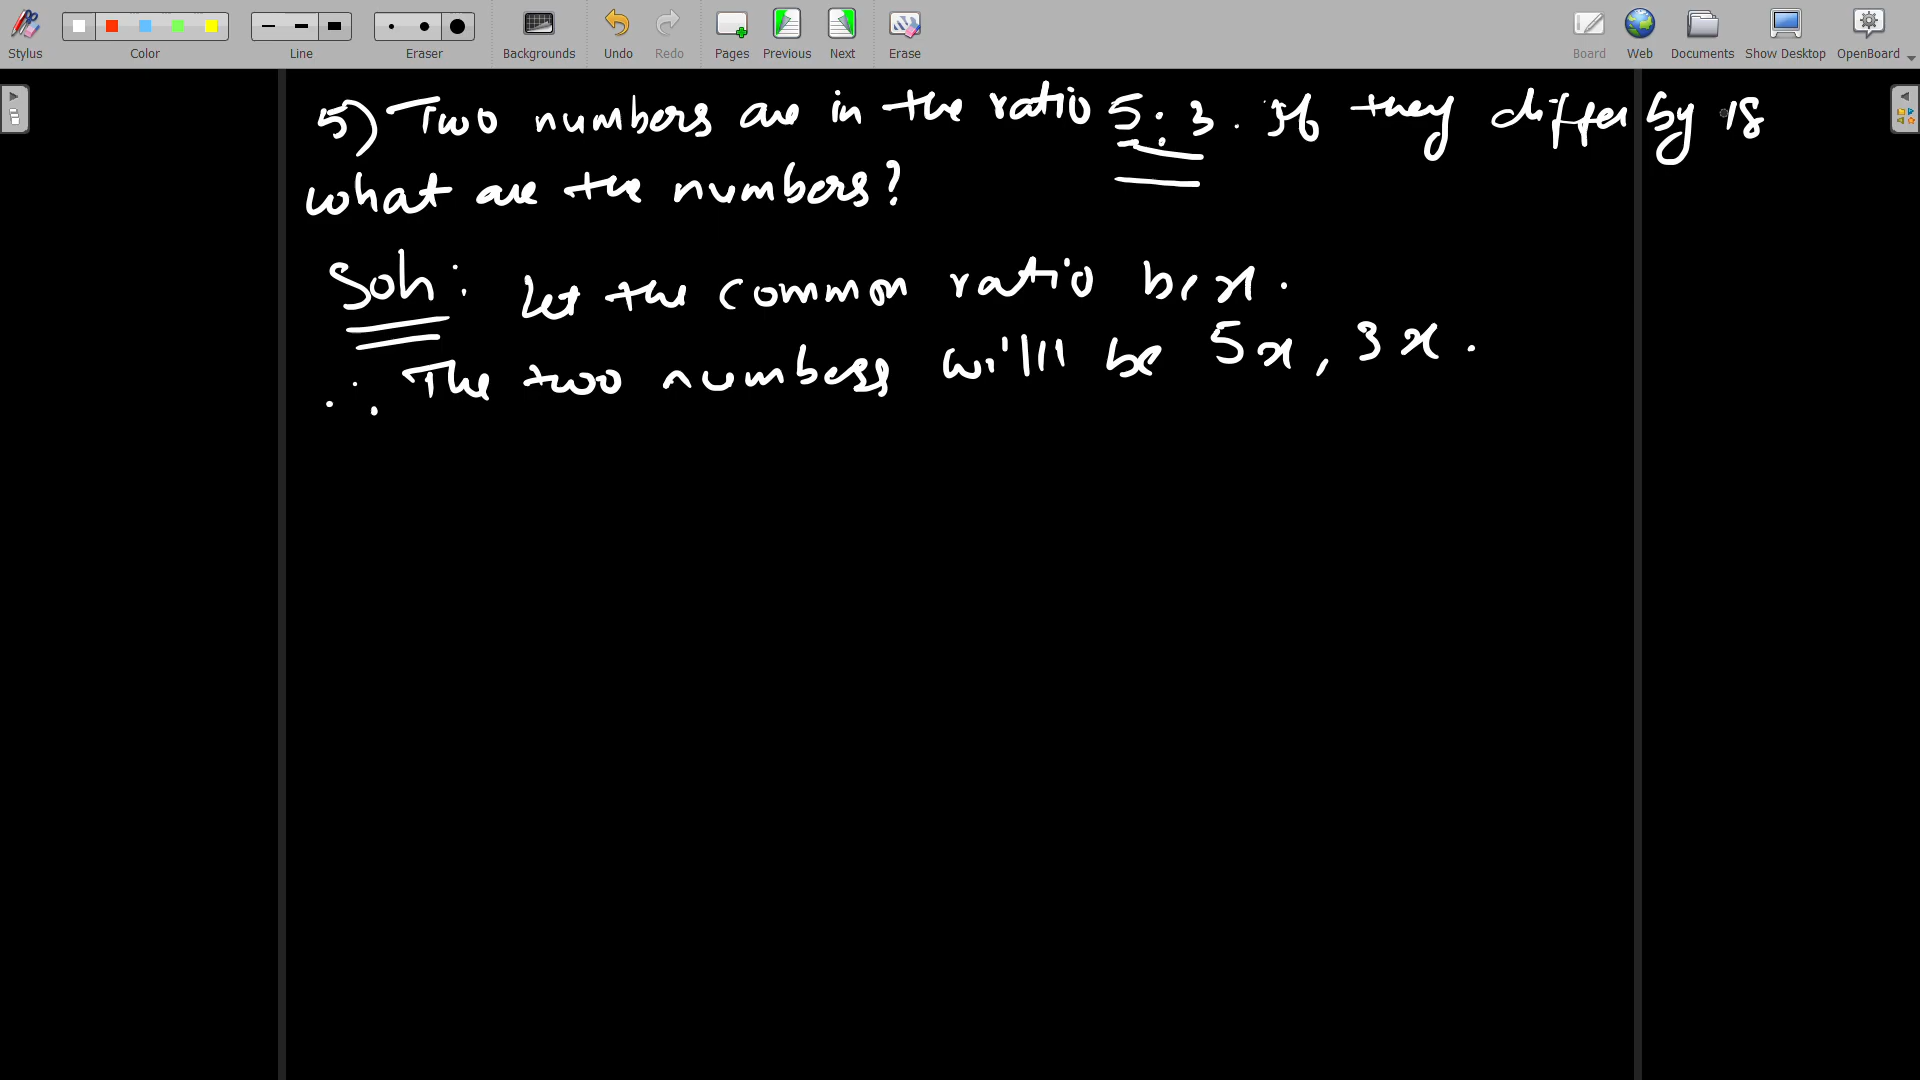 Stylus Color Line Eraser Backgrounds Undo Redo Pages Previous Next Erase Board Web Documents Show Desktop OpenBoard
5) Two numbers are in the ratio 5:3. If they differ by 18
what are the numbers?
Soln: Let the common ratio be x.
∴ The two numbers will be 5x, 3x.